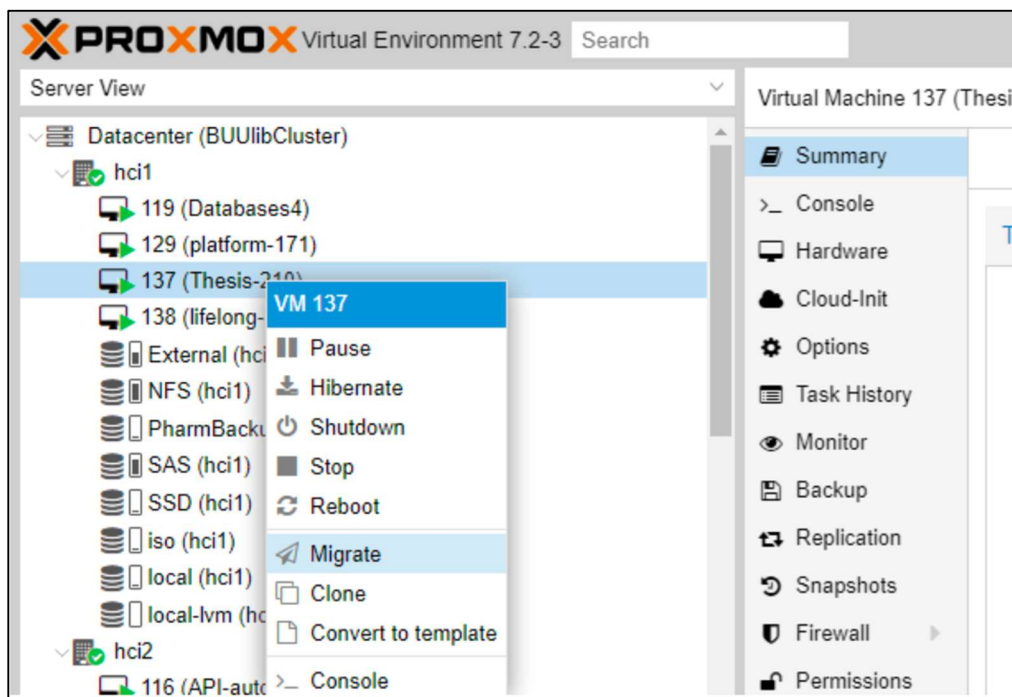 PROXMOX Virtual Environment 7.2-3 Search
Server View
Datacenter (BUUlibCluster)
hci1
119 (Databases4)
129 (platform-171)
137 (Thesis-210)
138 (lifelong-
External (hci
NFS (hci1)
PharmBacku
SAS (hci1)
SSD (hci1)
iso (hci1)
local (hci1)
local-lvm (hc
hci2
116 (API-auto
VM 137
Pause
Hibernate
Shutdown
Stop
Reboot
Migrate
Clone
Convert to template
>_ Console
Virtual Machine 137 (Thesi
Summary
>_ Console
Hardware
Cloud-Init
Options
Task History
Monitor
Backup
Replication
Snapshots
Firewall
Permissions
T